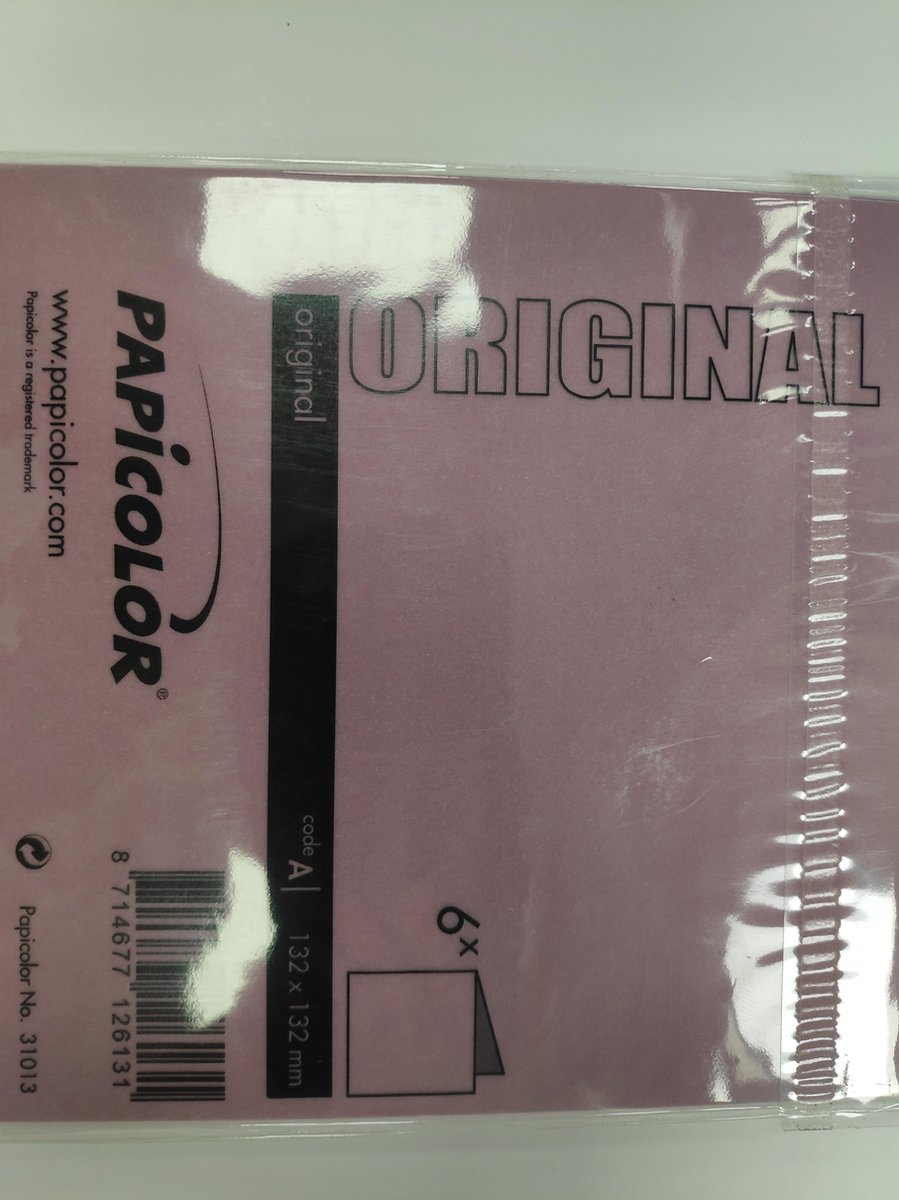 ORIGINAL
6x
original code A| 132 x 132 mm
PAPiCOLOR®
8 714677 126131
www.papicolor.com
Papicolor is a registered trademark
Papicolor No. 31013